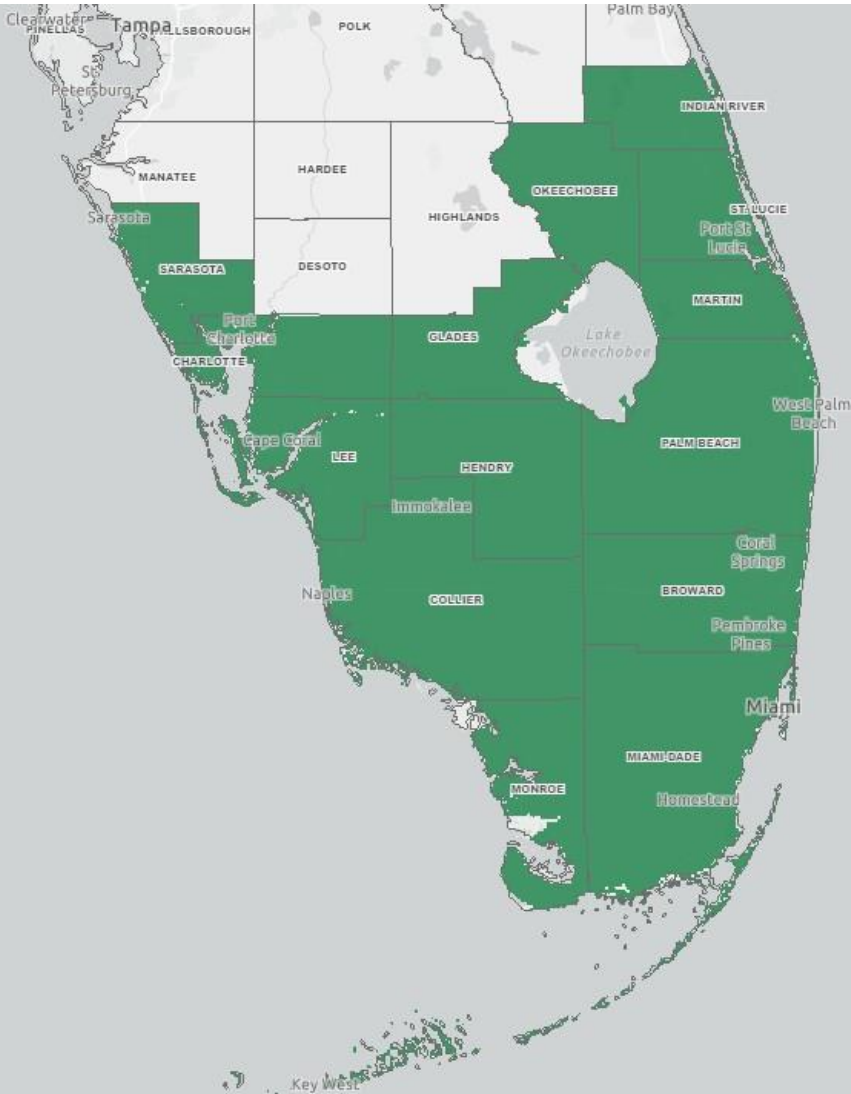 Palm Bay
Clearwater
PINELLAS
Tampa
HILLSBOROUGH
POLK
St.
Petersburg
INDIAN RIVER
MANATEE
HARDEE
OKEECHOBEE
Sarasota
HIGHLANDS
ST. LUCIE
Port St
Lucie
SARASOTA
DESOTO
MARTIN
Port
Charlotte
GLADES
Lake
Okeechobee
CHARLOTTE
West Palm
Beach
Cape Coral
PALM BEACH
LEE
HENDRY
Immokalee
Coral
Springs
Naples
COLLIER
BROWARD
Pembroke
Pines
Miami
MIAMI-DADE
MONROE
Homestead
Key West